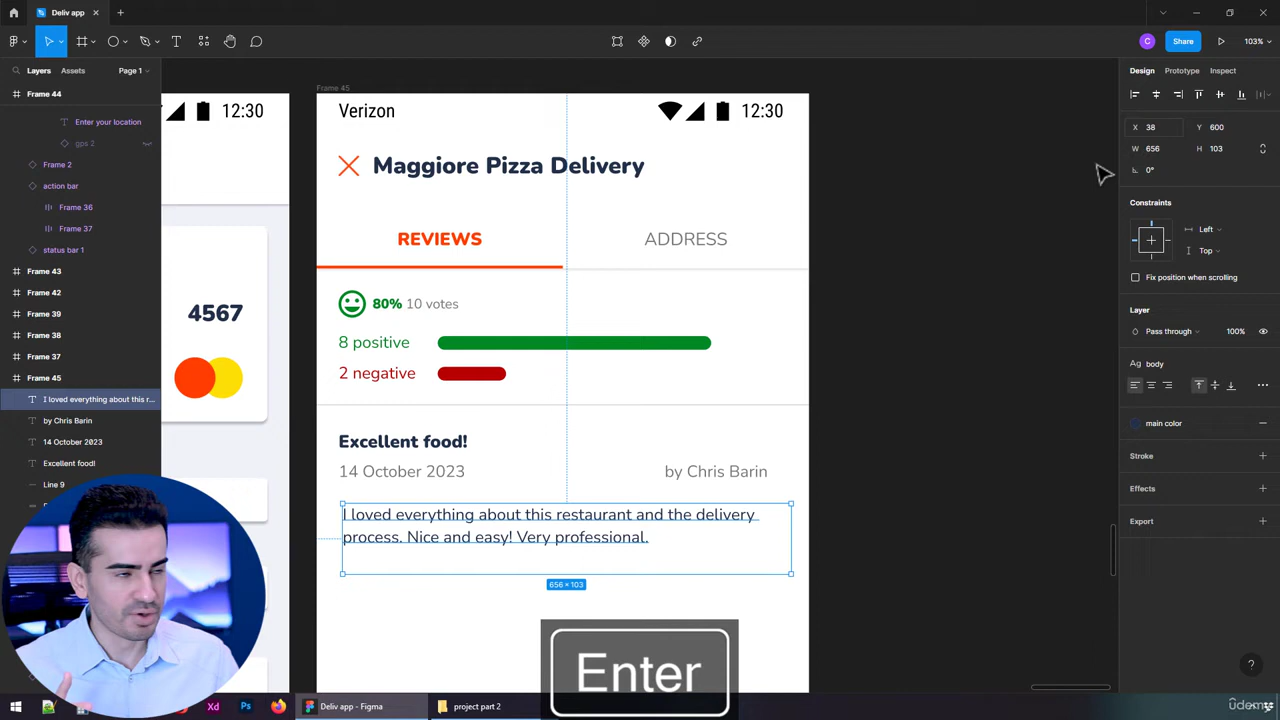 Deliv app
Share
103%
Layers
Assets
Page 1
Design
Prototype
Inspect
Frame 44
Enter your location
gps 2
Frame 2
action bar
Frame 36
Frame 37
status bar 1
Frame 43
Frame 42
Frame 39
Frame 38
Frame 37
Frame 45
I loved everything about this r...
by Chris Barin
14 October 2023
Excellent food!
Line 9
12:30
4567
Frame 45
Verizon
12:30
Maggiore Pizza Delivery
REVIEWS
ADDRESS
80% 10 votes
8 positive
2 negative
Excellent food!
14 October 2023
by Chris Barin
I loved everything about this restaurant and the delivery
process. Nice and easy! Very professional.
656 × 103
Enter
X 38
Y 600
W 656
H 103
0°
Constraints
Left
Top
Fix position when scrolling
Layer
Pass through
100%
Ag body
main color
Stroke
Effects
Export
?
Xd
Ps
Deliv app - Figma
project part 2
Udemy